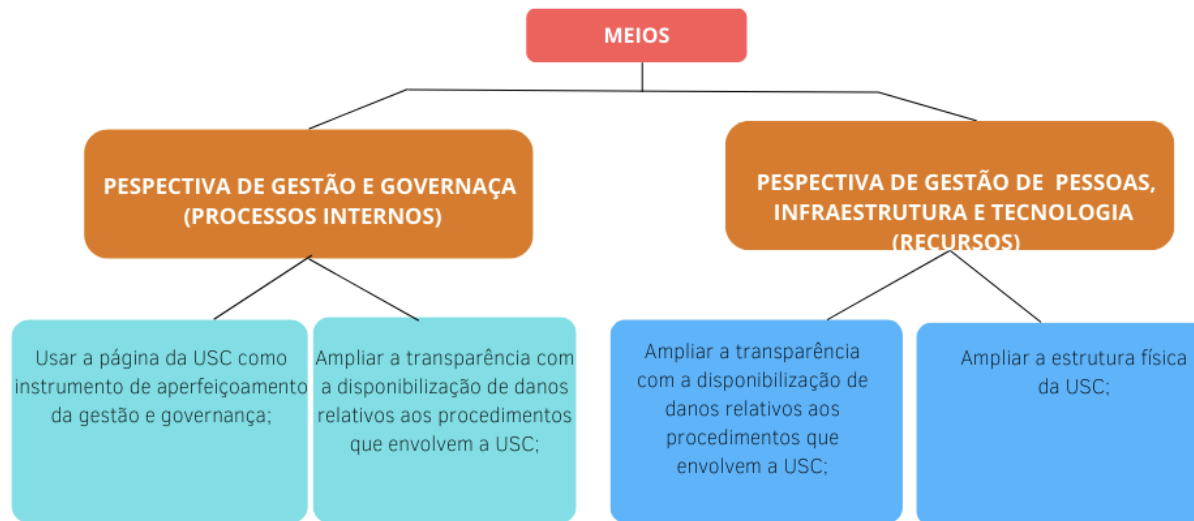 MEIOS
PESPECTIVA DE GESTÃO E GOVERNAÇA
(PROCESSOS INTERNOS)
PESPECTIVA DE GESTÃO DE PESSOAS,
INFRAESTRUTURA E TECNOLOGIA
(RECURSOS)
Usar a página da USC como
instrumento de aperfeiçoamento
da gestão e governança;
Ampliar a transparência com
a disponibilização de danos
relativos aos procedimentos
que envolvem a USC;
Ampliar a transparência
com a disponibilização de
danos relativos aos
procedimentos que
envolvem a USC;
Ampliar a estrutura física
da USC;